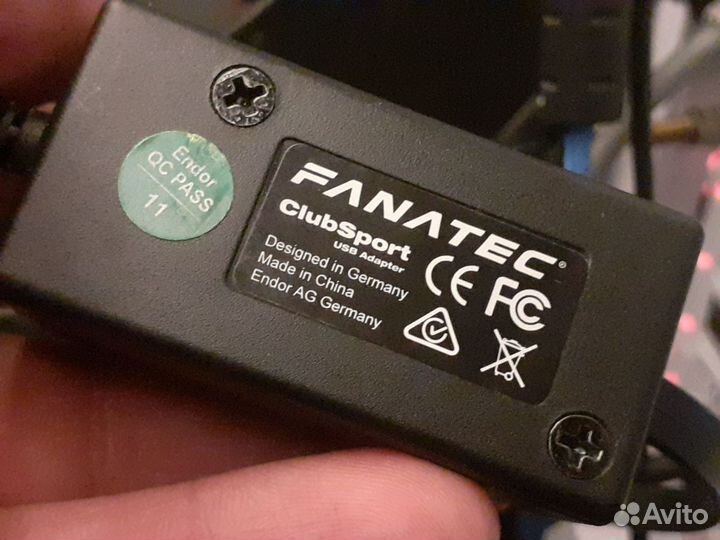 Endor
QC PASS
11
FANATEC®
ClubSport
USB Adapter
Designed in Germany
Made in China
Endor AG Germany
CE FC
Avito